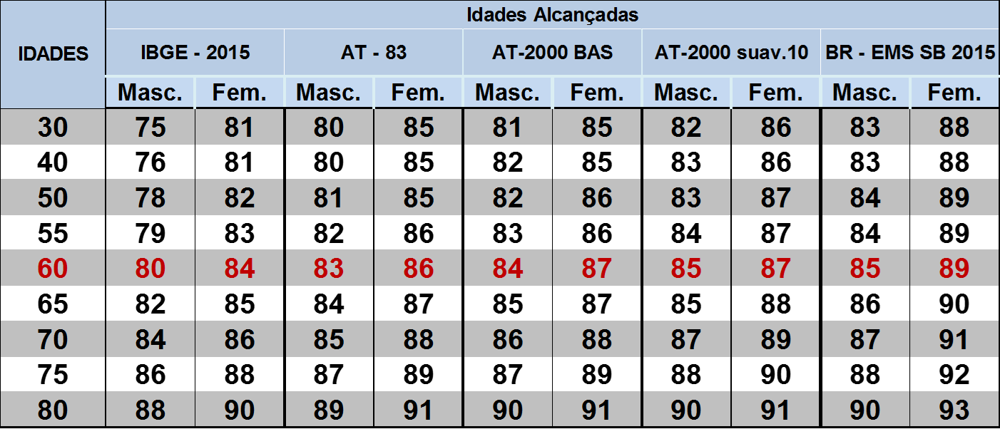 Idades Alcançadas
IDADES IBGE - 2015 AT - 83 AT-2000 BAS AT-2000 suav.10 BR - EMS SB 2015
Masc. Fem. Masc. Fem. Masc. Fem. Masc. Fem. Masc. Fem.
30 75 81 80 85 81 85 82 86 83 88
40 76 81 80 85 82 85 83 86 83 88
50 78 82 81 85 82 86 83 87 84 89
55 79 83 82 86 83 86 84 87 84 89
60 80 84 83 86 84 87 85 87 85 89
65 82 85 84 87 85 87 85 88 86 90
70 84 86 85 88 86 88 87 89 87 91
75 86 88 87 89 87 89 88 90 88 92
80 88 90 89 91 90 91 90 91 90 93